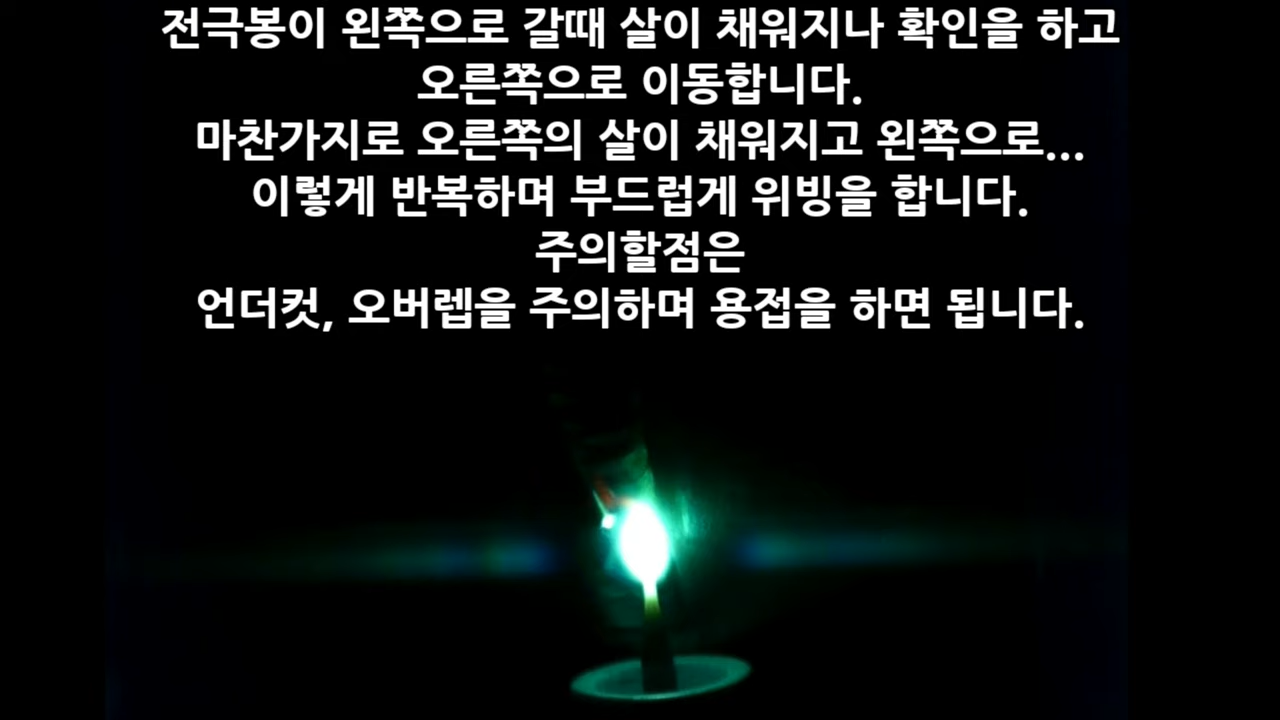 전극봉이 왼쪽으로 갈때 살이 채워지나 확인을 하고
오른쪽으로 이동합니다.
마찬가지로 오른쪽의 살이 채워지고 왼쪽으로...
이렇게 반복하며 부드럽게 위빙을 합니다.
주의할점은
언더컷, 오버렙을 주의하며 용접을 하면 됩니다.